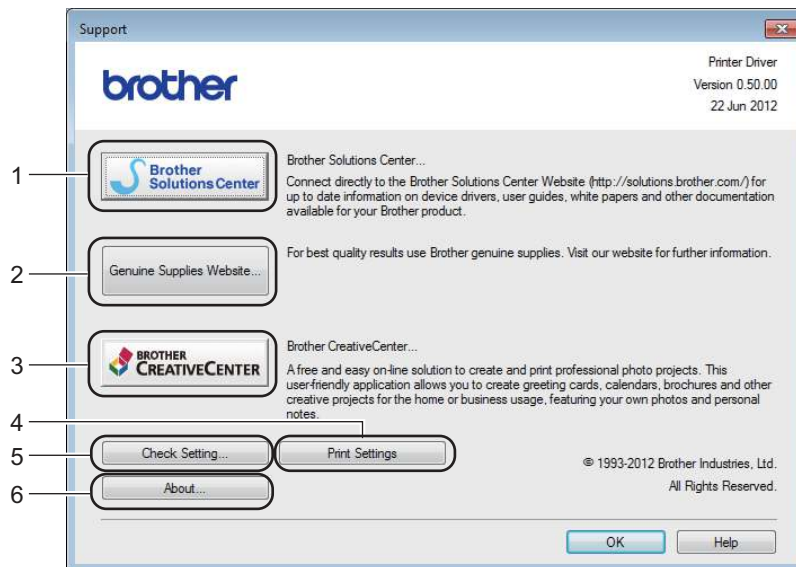 Support
brother
Printer Driver
Version 0.50.00
22 Jun 2012
1
Brother
Solutions Center
Brother Solutions Center...
Connect directly to the Brother Solutions Center Website (http://solutions.brother.com/) for
up to date information on device drivers, user guides, white papers and other documentation
available for your Brother product.
2
Genuine Supplies Website...
For best quality results use Brother genuine supplies. Visit our website for further information.
3
BROTHER
CREATIVECENTER
Brother CreativeCenter...
A free and easy on-line solution to create and print professional photo projects. This
user-friendly application allows you to create greeting cards, calendars, brochures and other
creative projects for the home or business usage, featuring your own photos and personal
notes.
4
5
Check Setting...
Print Settings
6
About...
© 1993-2012 Brother Industries, Ltd.
All Rights Reserved.
OK
Help